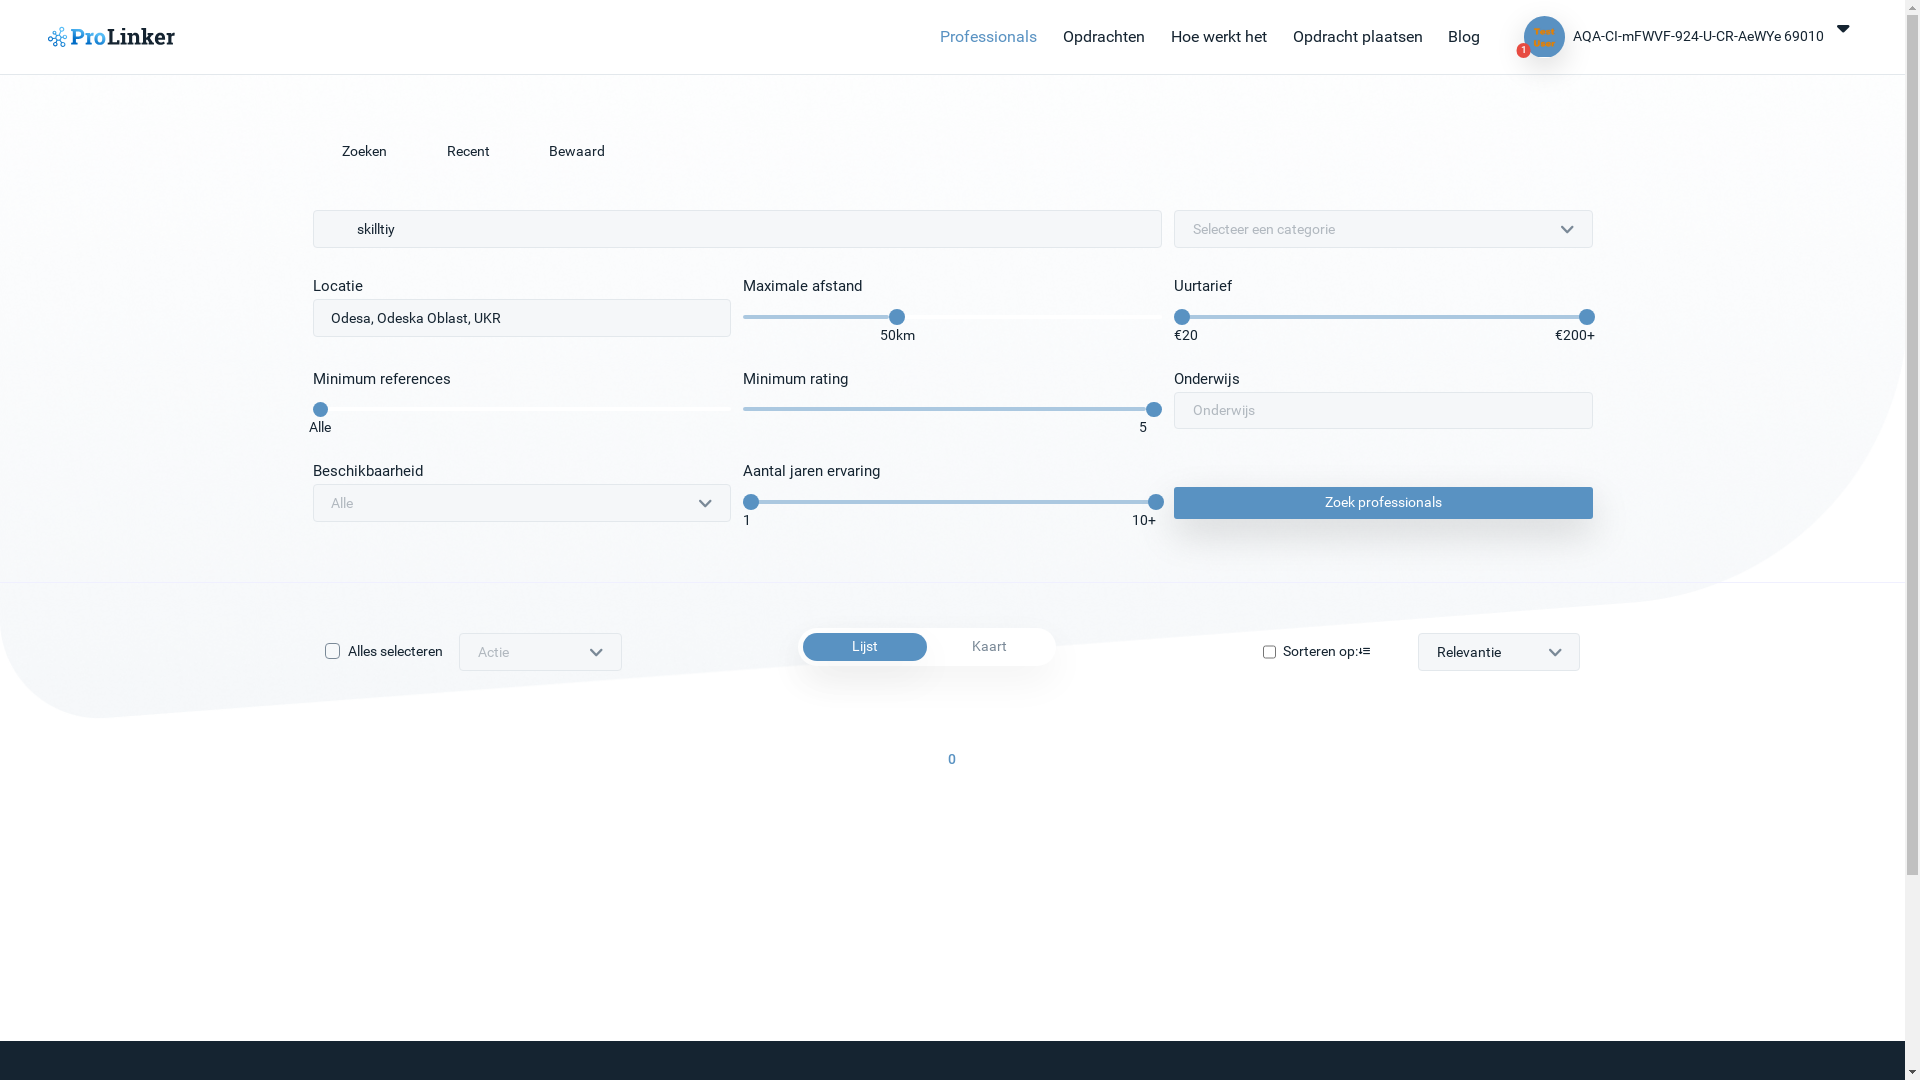 ProLinker
Professionals
Opdrachten
Hoe werkt het
Opdracht plaatsen
Blog
Test
User
1
AQA-CI-mFWVF-924-U-CR-AeWYe 69010
Zoeken
Recent
Bewaard
skilltiy
Selecteer een categorie
Locatie
Maximale afstand
Uurtarief
Odesa, Odeska Oblast, UKR
50km
€20
€200+
Minimum references
Minimum rating
Onderwijs
Onderwijs
Alle
5
Beschikbaarheid
Aantal jaren ervaring
Alle
1
10+
Zoek professionals
Alles selecteren
Actie
Lijst
Kaart
Sorteren op:
Relevantie
0